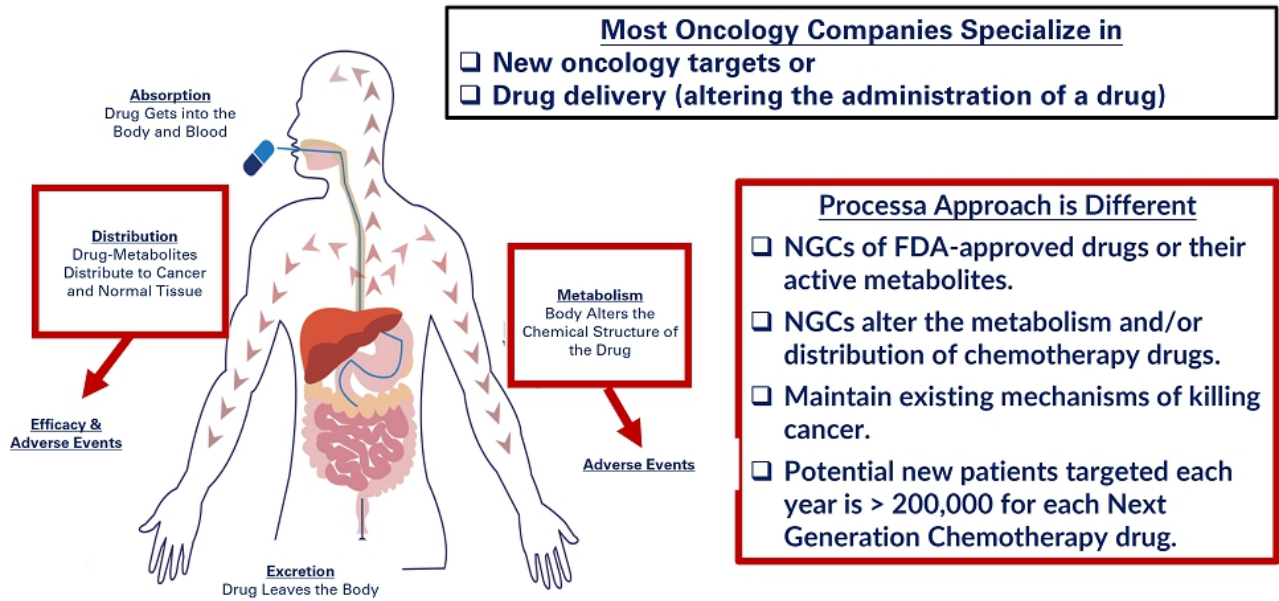 Most Oncology Companies Specialize in
❑ New oncology targets or
❑ Drug delivery (altering the administration of a drug)
Absorption
Drug Gets into the
Body and Blood
Distribution
Drug-Metabolites
Distribute to Cancer
and Normal Tissue
Efficacy &
Adverse Events
Metabolism
Body Alters the
Chemical Structure of
the Drug
Adverse Events
Excretion
Drug Leaves the Body
Processa Approach is Different
❑ NGCs of FDA-approved drugs or their
active metabolites.
❑ NGCs alter the metabolism and/or
distribution of chemotherapy drugs.
❑ Maintain existing mechanisms of killing
cancer.
❑ Potential new patients targeted each
year is > 200,000 for each Next
Generation Chemotherapy drug.